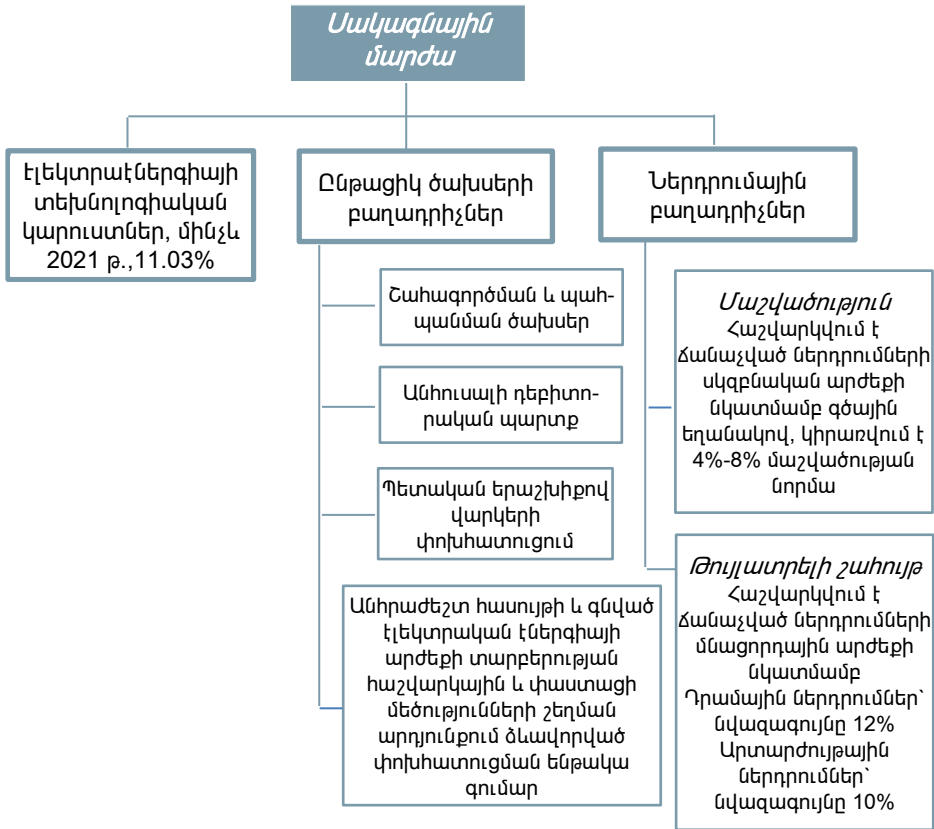 Սակագնային
մարժա
էլեկտրաէներգիայի
տեխնոլոգիական
կարուստներ, մինչև
2021 թ.,11.03%
Ընթացիկ ծախսերի
բաղադրիչներ
Շահագործման և պահ-
պանման ծախսեր
Անհուսալի դեբիտո-
րական պարտք
Պետական երաշխիքով
վարկերի
փոխհատուցում
Անհրաժեշտ հասույթի և գնված
էլեկտրական էներգիայի
արժեքի տարբերության
հաշվարկային և փաստացի
մեծությունների շեղման
արդյունքում ձևավորված
փոխհատուցման ենթակա
գումար
Ներդրումային
բաղադրիչներ
Մաշվածություն
Հաշվարկվում է
ճանաչված ներդրումների
սկզբնական արժեքի
նկատմամբ գծային
եղանակով, կիրառվում է
4%-8% մաշվածության
նորմա
Թույլատրելի շահույթ
Հաշվարկվում է
ճանաչված ներդրումների
մնացորդային արժեքի
նկատմամբ
Դրամային ներդրումներ՝
նվազագույնը 12%
Արտարժույթային
ներդրումներ՝
նվազագույնը 10%